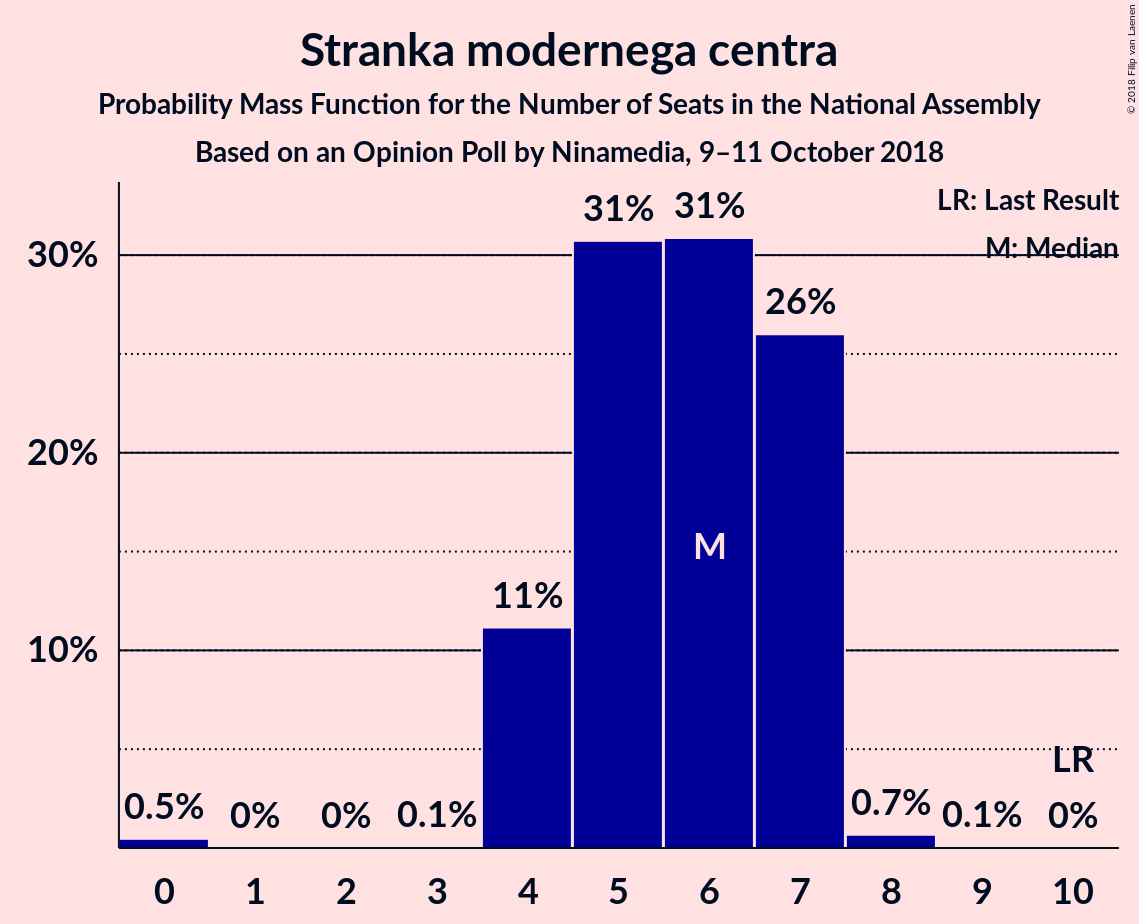 Stranka modernega centra
Probability Mass Function for the Number of Seats in the National Assembly
Based on an Opinion Poll by Ninamedia, 9–11 October 2018
© 2018 Filip van Laenen
LR: Last Result
M: Median
30%
20%
10%
0.5%
0%
0%
0.1%
11%
31%
31%
26%
0.7%
0.1%
0%
M
LR
0 1 2 3 4 5 6 7 8 9 10